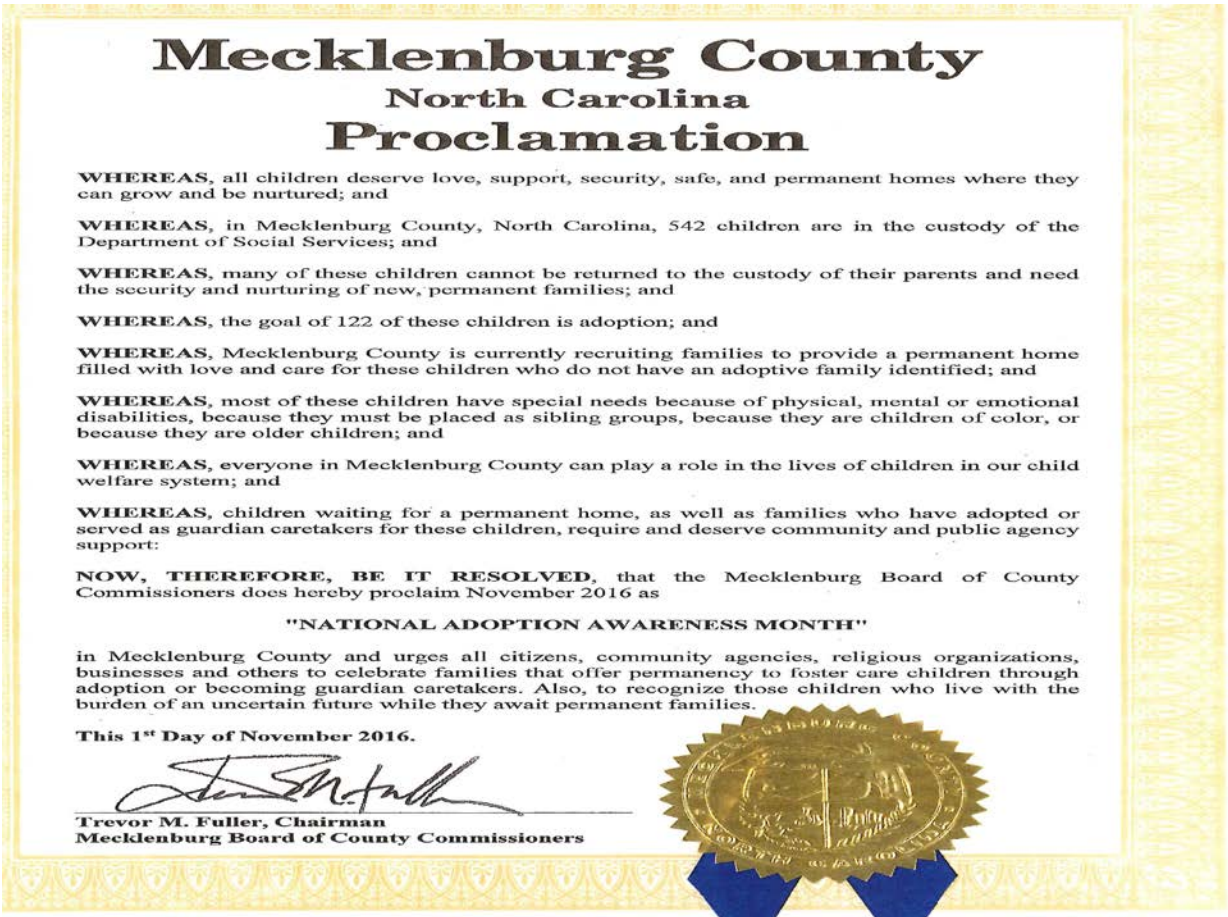 Mecklenburg County
North Carolina
Proclamation
WHEREAS, all children deserve love, support, security, safe, and permanent homes where they
can grow and be nurtured; and
WHEREAS, in Mecklenburg County, North Carolina, 542 children are in the custody of the
Department of Social Services; and
WHEREAS, many of these children cannot be returned to the custody of their parents and need
the security and nurturing of new, permanent families; and
WHEREAS, the goal of 122 of these children is adoption; and
WHEREAS, Mecklenburg County is currently recruiting families to provide a permanent home
filled with love and care for these children who do not have an adoptive family identified; and
WHEREAS, most of these children have special needs because of physical, mental or emotional
disabilities, because they must be placed as sibling groups, because they are children of color, or
because they are older children; and
WHEREAS, everyone in Mecklenburg County can play a role in the lives of children in our child
welfare system; and
WHEREAS, children waiting for a permanent home, as well as families who have adopted or
served as guardian caretakers for these children, require and deserve community and public agency
support:
NOW, THEREFORE, BE IT RESOLVED, that the Mecklenburg Board of County
Commissioners does hereby proclaim November 2016 as
"NATIONAL ADOPTION AWARENESS MONTH"
in Mecklenburg County and urges all citizens, community agencies, religious organizations,
businesses and others to celebrate families that offer permanency to foster care children through
adoption or becoming guardian caretakers. Also, to recognize those children who live with the
burden of an uncertain future while they await permanent families.
This 1st Day of November 2016.
Trevor M. Fuller, Chairman
Mecklenburg Board of County Commissioners
MECKLENBURG COUNTY
NORTH CAROLINA